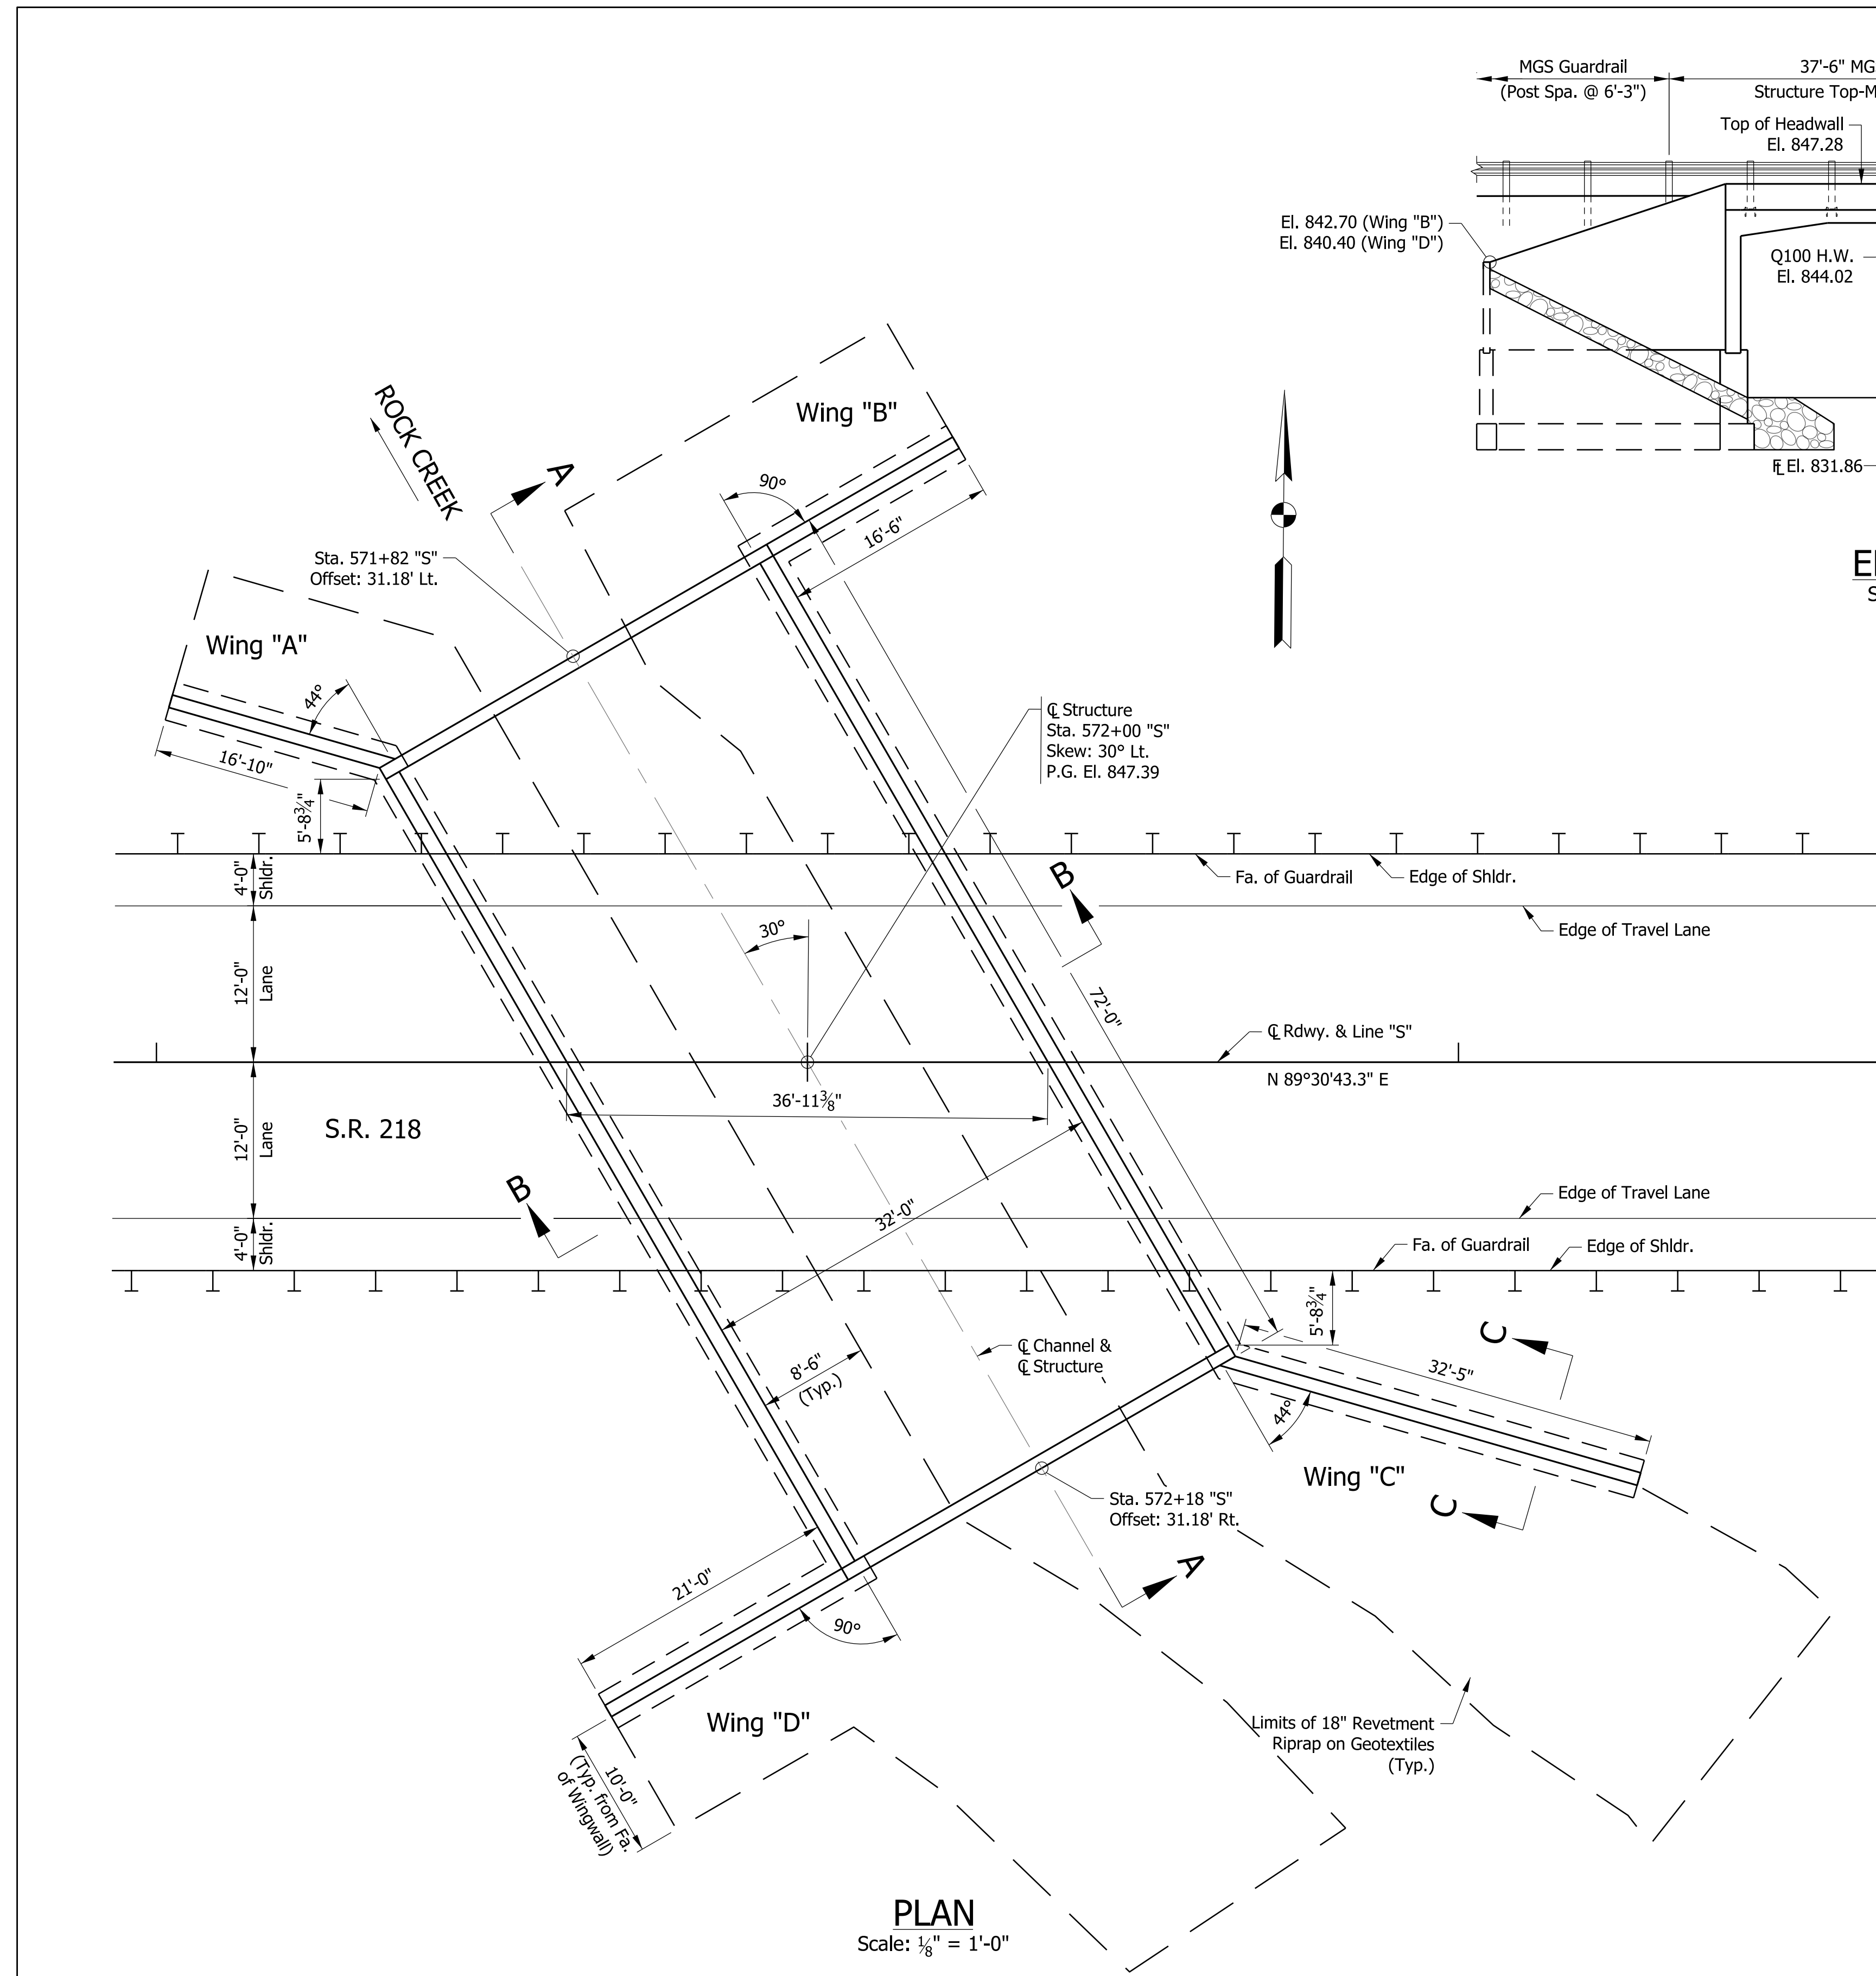 MGS Guardrail
(Post Spa. @ 6'-3")
37'-6" MG
Structure Top-M
Top of Headwall
El. 847.28
El. 842.70 (Wing "B")
El. 840.40 (Wing "D")
Q100 H.W.
El. 844.02
FL El. 831.86
El
S
ROCK CREEK
Wing "B"
A
90°
16'-6"
Sta. 571+82 "S"
Offset: 31.18' Lt.
Wing "A"
44°
16'-10"
5'-8¾"
CL Structure
Sta. 572+00 "S"
Skew: 30° Lt.
P.G. El. 847.39
4'-0"
Shldr.
B
Fa. of Guardrail
Edge of Shldr.
30°
Edge of Travel Lane
12'-0"
Lane
72'-0"
CL Rdwy. & Line "S"
N 89°30'43.3" E
36'-11⅜"
S.R. 218
12'-0"
Lane
B
32'-0"
Edge of Travel Lane
4'-0"
Shldr.
Fa. of Guardrail
Edge of Shldr.
5'-8¾"
CL Channel &
CL Structure
8'-6"
(Typ.)
C
32'-5"
44°
Wing "C"
C
Sta. 572+18 "S"
Offset: 31.18' Rt.
A
21'-0"
90°
Wing "D"
10'-0"
(Typ. from Fa.
of Wingwall)
Limits of 18" Revetment
Riprap on Geotextiles
(Typ.)
PLAN
Scale: ⅛" = 1'-0"